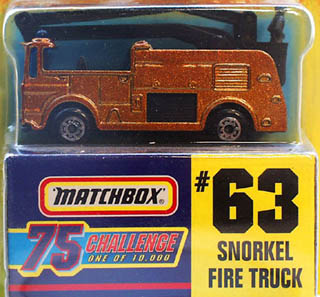 MATCHBOX®
75 CHALLENGE
ONE OF 10,000
#63
SNORKEL
FIRE TRUCK